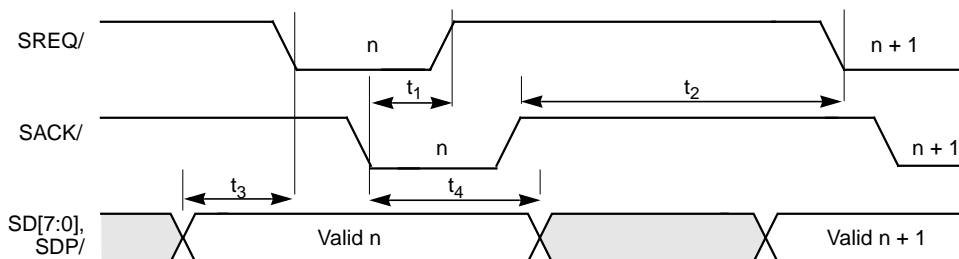 SREQ/ n n + 1
t1 t2
SACK/ n n + 1
t3 t4
SD[7:0],
SDP/ Valid n Valid n + 1